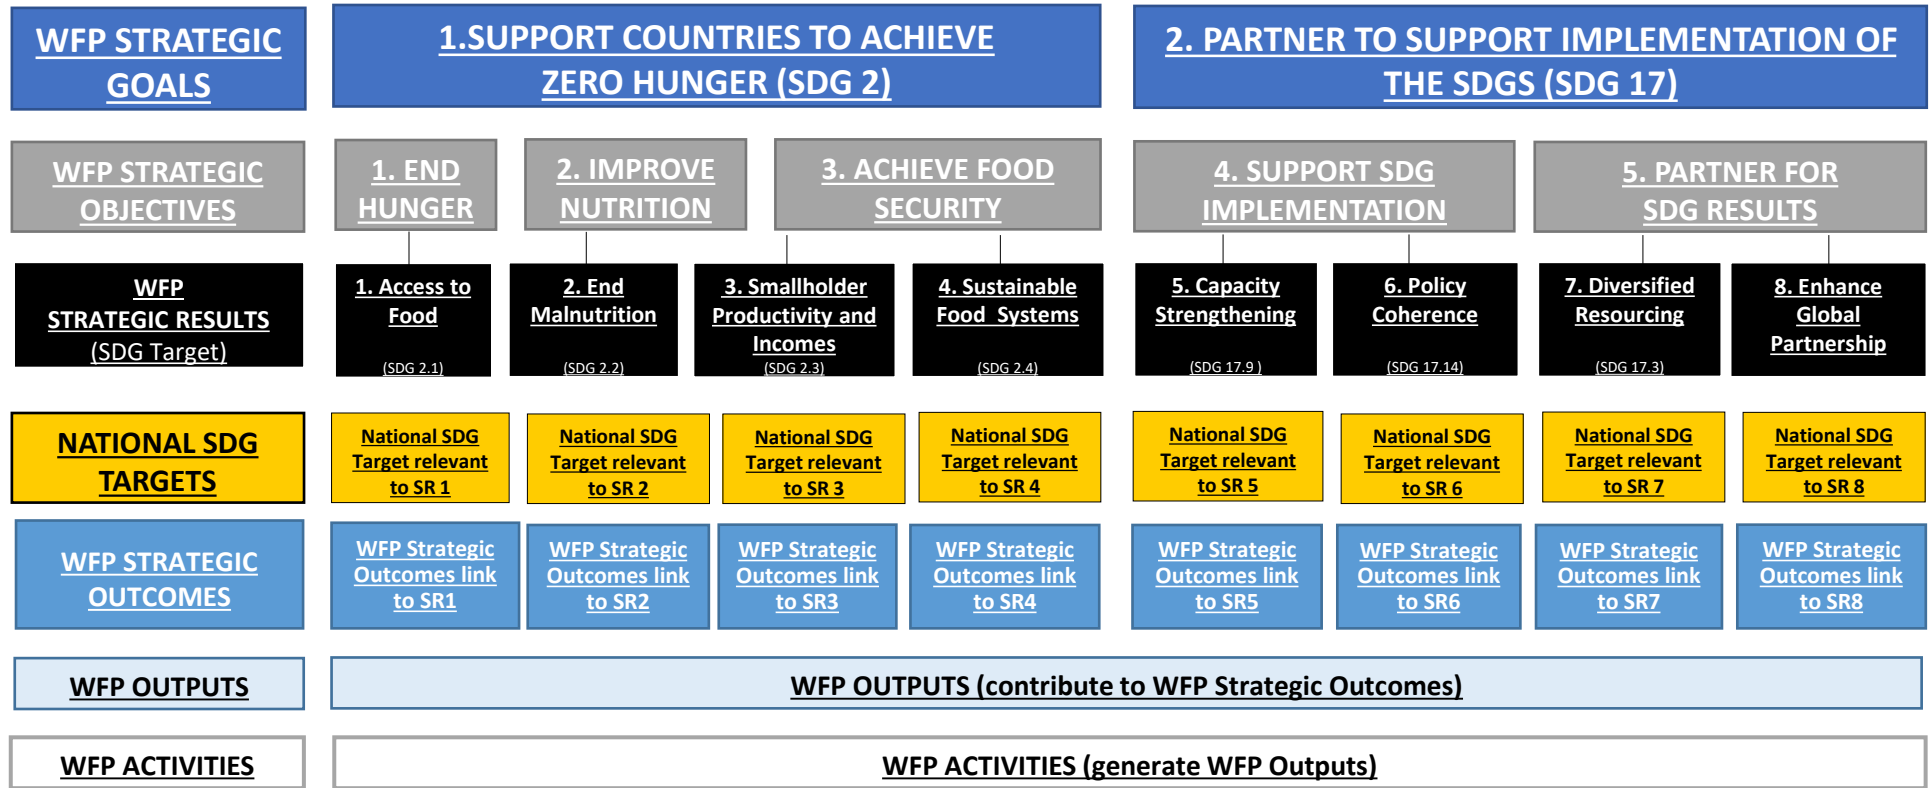 WFP STRATEGIC
GOALS
1.SUPPORT COUNTRIES TO ACHIEVE
ZERO HUNGER (SDG 2)
2. PARTNER TO SUPPORT IMPLEMENTATION OF
THE SDGS (SDG 17)
WFP STRATEGIC
OBJECTIVES
1. END
HUNGER
2. IMPROVE
NUTRITION
3. ACHIEVE FOOD
SECURITY
4. SUPPORT SDG
IMPLEMENTATION
5. PARTNER FOR
SDG RESULTS
WFP
STRATEGIC RESULTS
(SDG Target)
1. Access to
Food
(SDG 2.1)
2. End
Malnutrition
(SDG 2.2)
3. Smallholder
Productivity and
Incomes
(SDG 2.3)
4. Sustainable
Food Systems
(SDG 2.4)
5. Capacity
Strengthening
(SDG 17.9 )
6. Policy
Coherence
(SDG 17.14)
7. Diversified
Resourcing
(SDG 17.3)
8. Enhance
Global
Partnership
NATIONAL SDG
TARGETS
National SDG
Target relevant
to SR 1
National SDG
Target relevant
to SR 2
National SDG
Target relevant
to SR 3
National SDG
Target relevant
to SR 4
National SDG
Target relevant
to SR 5
National SDG
Target relevant
to SR 6
National SDG
Target relevant
to SR 7
National SDG
Target relevant
to SR 8
WFP STRATEGIC
OUTCOMES
WFP Strategic
Outcomes link
to SR1
WFP Strategic
Outcomes link
to SR2
WFP Strategic
Outcomes link
to SR3
WFP Strategic
Outcomes link
to SR4
WFP Strategic
Outcomes link
to SR5
WFP Strategic
Outcomes link
to SR6
WFP Strategic
Outcomes link
to SR7
WFP Strategic
Outcomes link
to SR8
WFP OUTPUTS
WFP OUTPUTS (contribute to WFP Strategic Outcomes)
WFP ACTIVITIES
WFP ACTIVITIES (generate WFP Outputs)